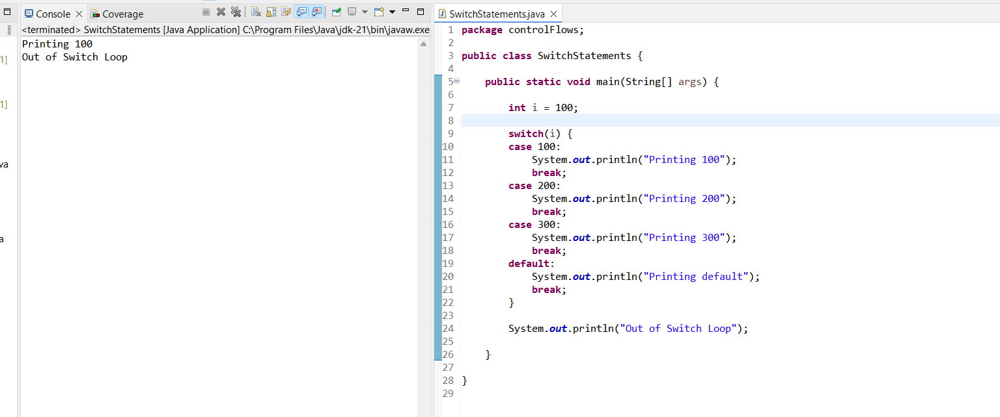 Console
Coverage
<terminated> SwitchStatements [Java Application] C:\Program Files\Java\jdk-21\bin\javaw.exe
Printing 100
Out of Switch Loop
1]
1]
va
a
SwitchStatements.java
1 package controlFlows;
2
3 public class SwitchStatements {
4
5     public static void main(String[] args) {
6
7         int i = 100;
8
9         switch(i) {
10         case 100:
11             System.out.println("Printing 100");
12             break;
13         case 200:
14             System.out.println("Printing 200");
15             break;
16         case 300:
17             System.out.println("Printing 300");
18             break;
19         default:
20             System.out.println("Printing default");
21             break;
22         }
23
24         System.out.println("Out of Switch Loop");
25
26     }
27
28 }
29